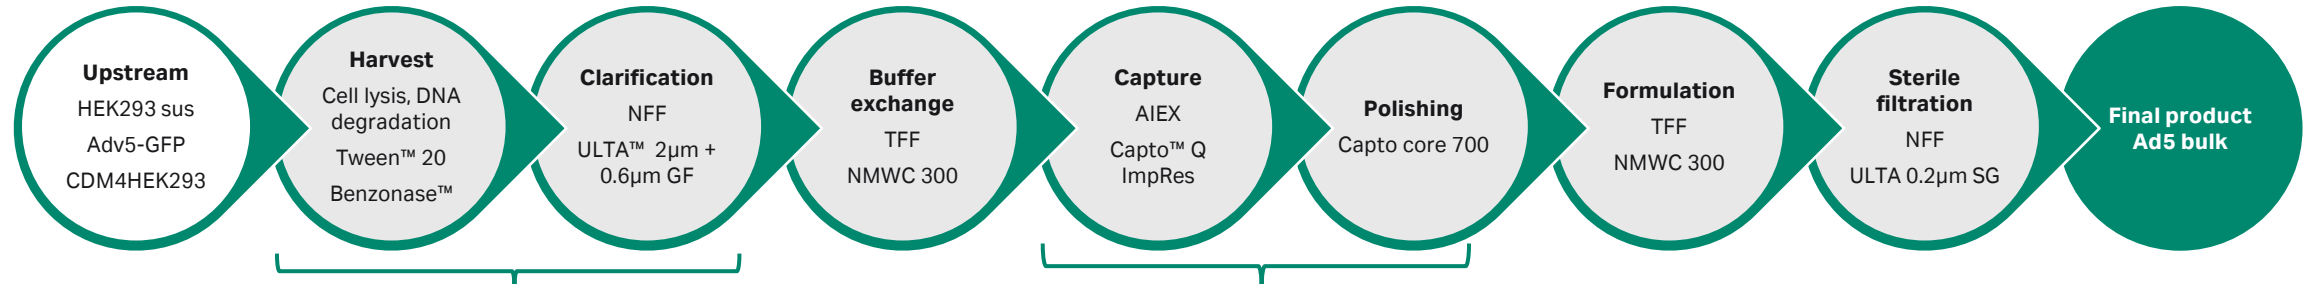 Upstream
HEK293 sus
Adv5-GFP
CDM4HEK293
Harvest
Cell lysis, DNA
degradation
Tween™ 20
Benzonase™
Clarification
NFF
ULTA™ 2µm +
0.6µm GF
Buffer
exchange
TFF
NMWC 300
Capture
AIEX
Capto™ Q
ImpRes
Polishing
Capto core 700
Formulation
TFF
NMWC 300
Sterile
filtration
NFF
ULTA 0.2µm SG
Final product
Ad5 bulk